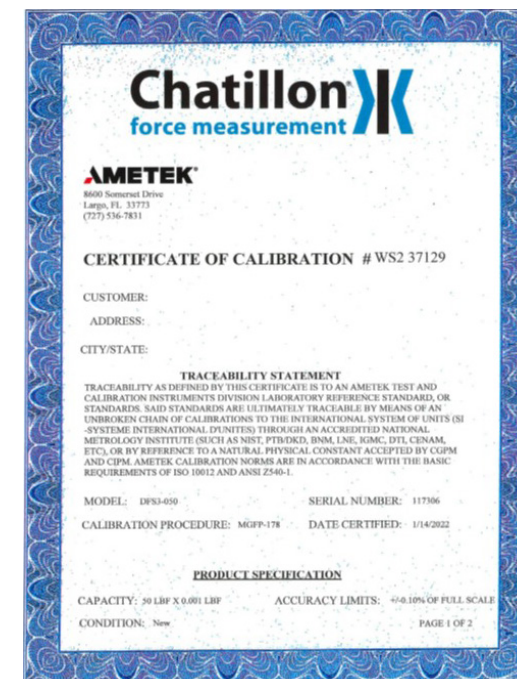 Chatillon
force measurement
AMETEK®
8600 Somerset Drive
Largo, FL 33773
(727) 536-7831
CERTIFICATE OF CALIBRATION # WS2 37129
CUSTOMER:
ADDRESS:
CITY/STATE:
TRACEABILITY STATEMENT
TRACEABILITY AS DEFINED BY THIS CERTIFICATE IS TO AN AMETEK TEST AND
CALIBRATION INSTRUMENTS DIVISION LABORATORY REFERENCE STANDARD, OR
STANDARDS. SAID STANDARDS ARE ULTIMATELY TRACEABLE BY MEANS OF AN
UNBROKEN CHAIN OF CALIBRATIONS TO THE INTERNATIONAL SYSTEM OF UNITS (SI
-SYSTEME INTERNATIONAL D'UNITES) THROUGH AN ACCREDITED NATIONAL
METROLOGY INSTITUTE (SUCH AS NIST, PTB/DKD, BNM, LNE, IGMC, DTI, CENAM,
ETC), OR BY REFERENCE TO A NATURAL PHYSICAL CONSTANT ACCEPTED BY CGPM
AND CIPM. AMETEK CALIBRATION NORMS ARE IN ACCORDANCE WITH THE BASIC
REQUIREMENTS OF ISO 10012 AND ANSI Z540-1.
MODEL: DFS3-050 SERIAL NUMBER: 117306
CALIBRATION PROCEDURE: MGFP-178 DATE CERTIFIED: 1/14/2022
PRODUCT SPECIFICATION
CAPACITY: 50 LBF X 0.001 LBF ACCURACY LIMITS: +/-0.10% OF FULL SCALE
CONDITION: New PAGE 1 OF 2